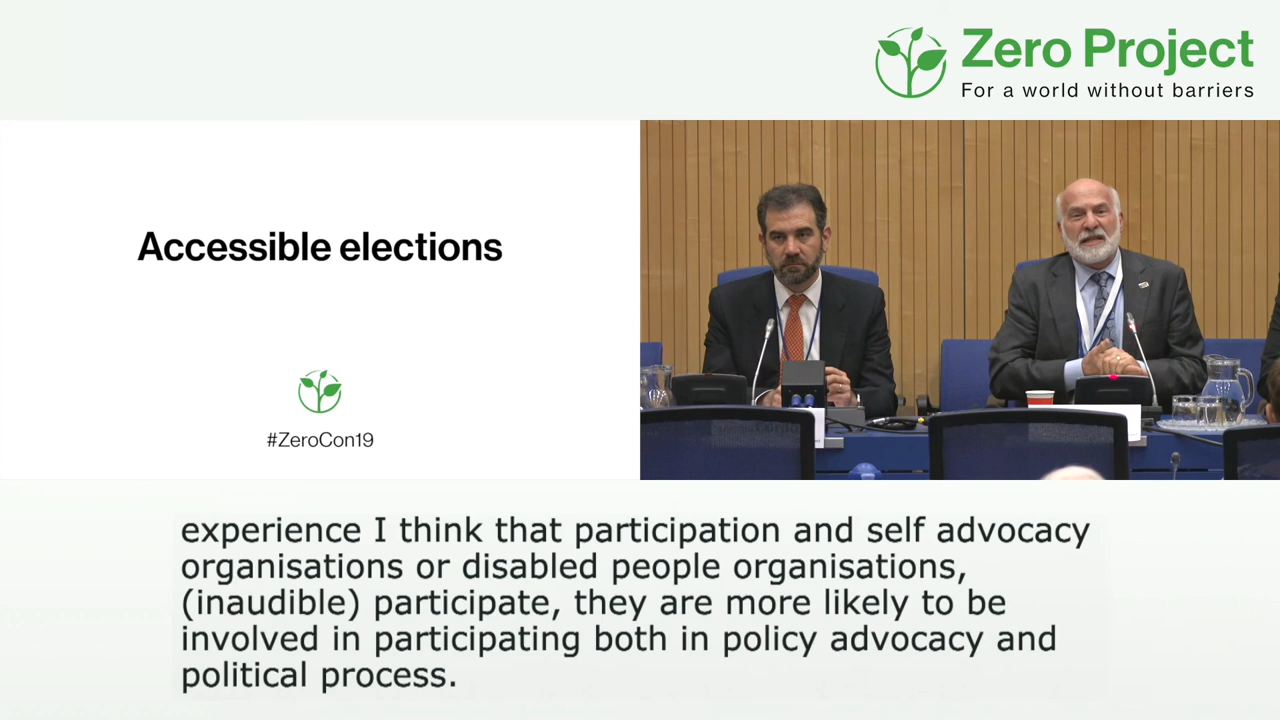 Zero Project
For a world without barriers
Accessible elections
#ZeroCon19
experience I think that participation and self advocacy
organisations or disabled people organisations,
(inaudible) participate, they are more likely to be
involved in participating both in policy advocacy and
political process.